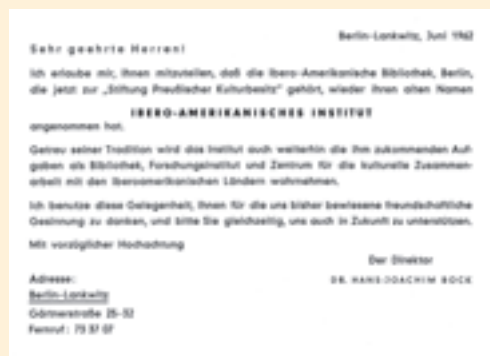 Berlin-Lankwitz, Juni 1962
Sehr geehrte Herren!
Ich erlaube mir, Ihnen mitzuteilen, daß die Ibero-Amerikanische Bibliothek, Berlin,
die jetzt zur „Stiftung Preußischer Kulturbesitz“ gehört, wieder ihren alten Namen
IBERO-AMERIKANISCHES INSTITUT
angenommen hat.
Getreu seiner Tradition wird das Institut auch weiterhin die ihm zukommenden Auf-
gaben als Bibliothek, Forschungsinstitut und Zentrum für die kulturelle Zusammen-
arbeit mit den iberoamerikanischen Ländern wahrnehmen.
Ich benutze diese Gelegenheit, Ihnen für die uns bisher bewiesene freundschaftliche
Gesinnung zu danken, und bitte Sie gleichzeitig, uns auch in Zukunft zu unterstützen.
Mit vorzüglicher Hochachtung
Der Direktor
DR. HANS-JOACHIM BOCK
Adresse:
Berlin-Lankwitz
Gärtnerstraße 25-32
Fernruf: 73 37 07